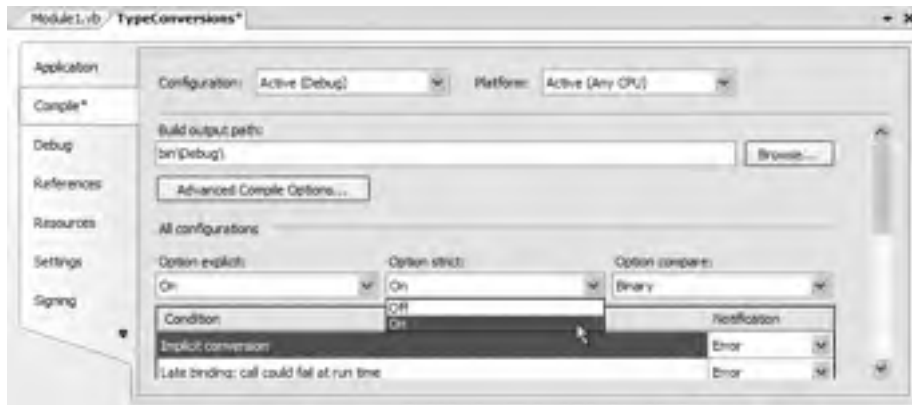 Module1.vb TypeConversions*
Application
Configuration: Active (Debug) Platform: Active (Any CPU)
Compile*
Build output path:
Debug
bin\Debug\ Browse...
References
Advanced Compile Options...
Resources
All configurations
Settings
Option explicit: Option strict: Option compare:
On On Binary
Signing
Off
Condition Notification
On
Implicit conversion Error
Late binding; call could fail at run time Error